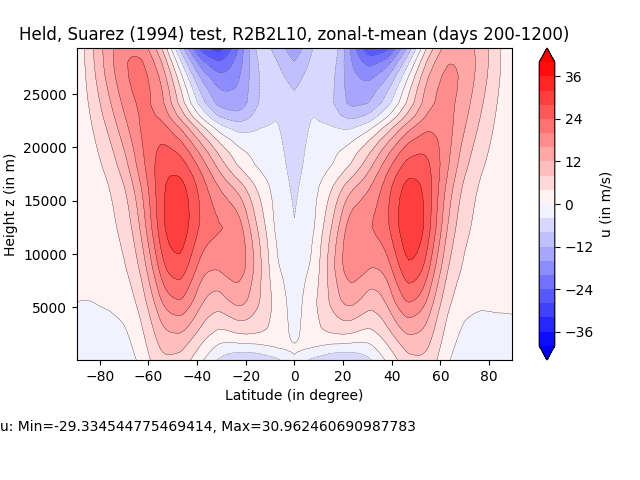 Held, Suarez (1994) test, R2B2L10, zonal-t-mean (days 200-1200)
25000
20000
15000
10000
5000
Height z (in m)
−80 −60 −40 −20 0 20 40 60 80
Latitude (in degree)
36
24
12
0
−12
−24
−36
u (in m/s)
u: Min=-29.334544775469414, Max=30.962460690987783